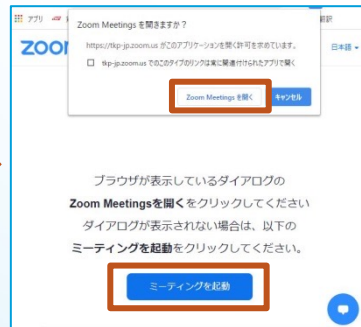 アプリ
Zoom Meetings を開きますか？
https://tkp-jp.zoom.us がこのアプリケーションを開く許可を求めています。
tkp-jp.zoom.us でのこのタイプのリンクは常に関連付けられたアプリで開く
Zoom Meetings を開く
キャンセル
翻訳
ZOO
日本語
ブラウザが表示しているダイアログの
Zoom Meetingsを開くをクリックしてください
ダイアログが表示されない場合は、以下の
ミーティングを起動をクリックしてください。
ミーティングを起動